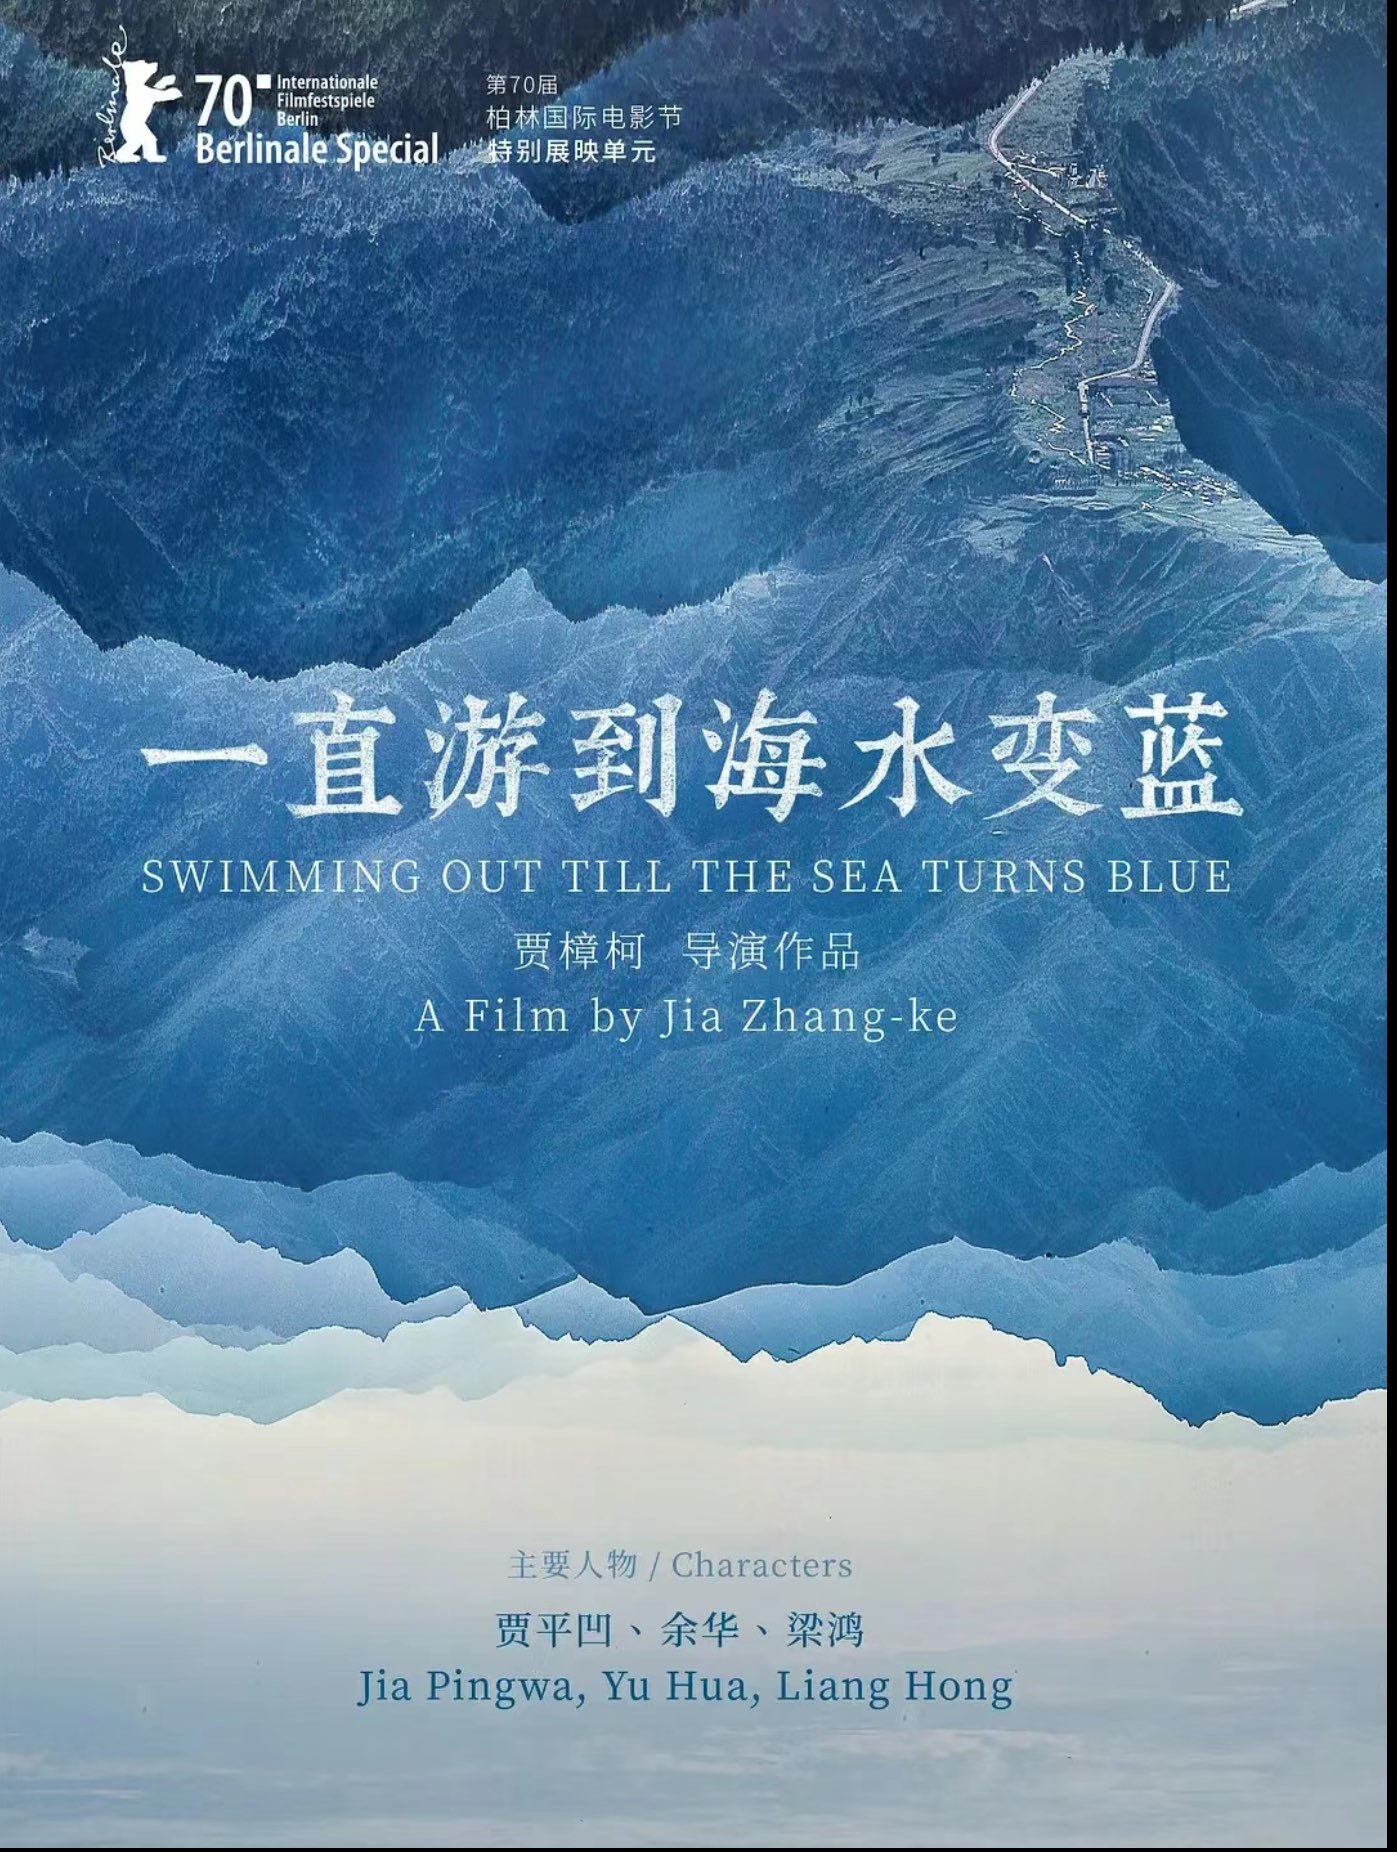 Berlinale
70
Internationale
Filmfestspiele
Berlin
Berlinale Special
第70届
柏林国际电影节
特别展映单元
一直游到海水变蓝
SWIMMING OUT TILL THE SEA TURNS BLUE
贾樟柯 导演作品
A Film by Jia Zhang-ke
主要人物 / Characters
贾平凹、余华、梁鸿
Jia Pingwa, Yu Hua, Liang Hong